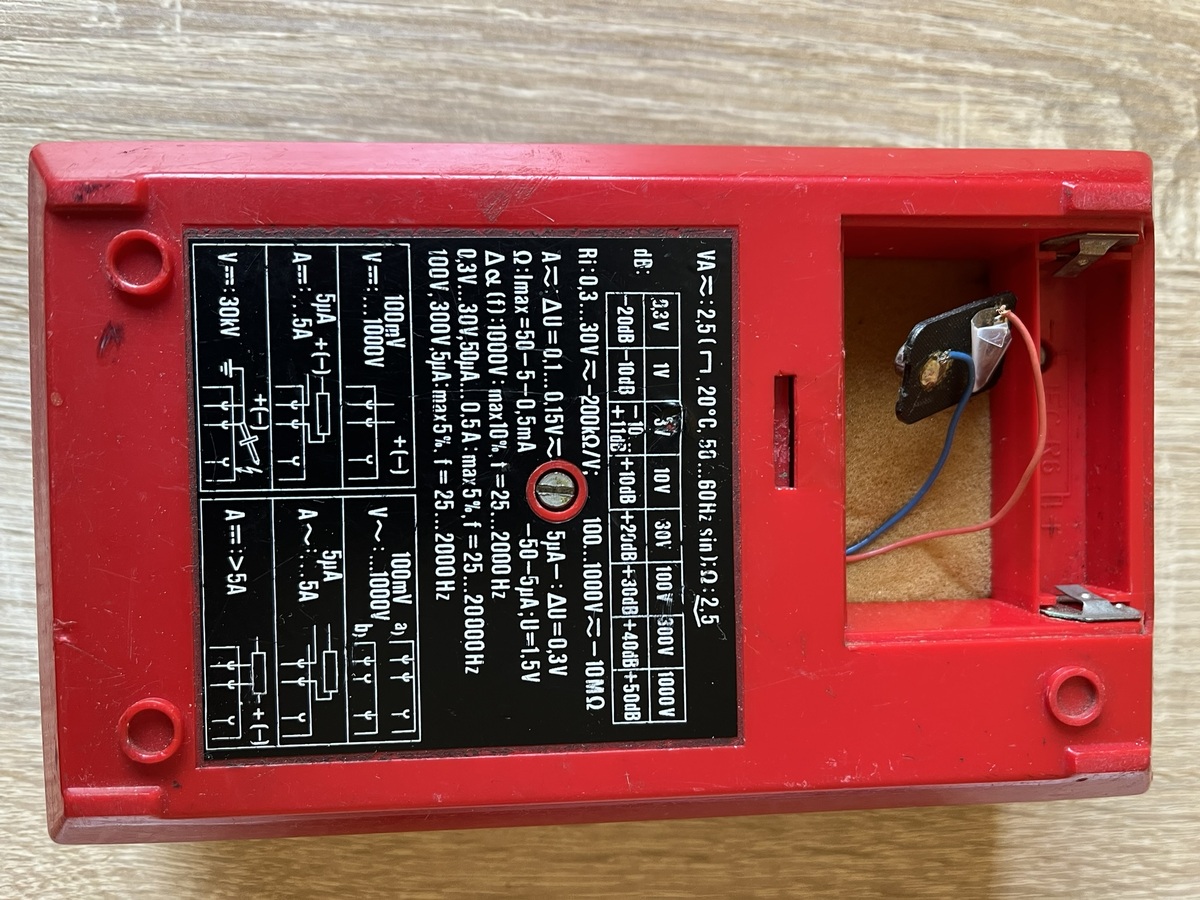 VA≂:2,5(⊓,20°C,50...60Hz sin);Ω:2,5
dB:
0,3V 1V 3V 10V 30V 100V 300V 1000V
-20dB -10dB -10...+11dB +10dB +20dB +30dB +40dB +50dB
Ri:0,3...30V≂-200kΩ/V; 100...1000V≂-10MΩ
A≂:ΔU=0,1...0,15V≂ 5μA-:ΔU=0,3V
Ω:Imax=50-5-0,5mA -50-5μA;U=1,5V
Δα(f):1000V:max10%, f=25...2000Hz
0,3V...30V,50μA...0,5A:max5%,f=25...20000Hz
100V,300V,5μA:max5%,f=25...2000Hz
100mV
V⎓:...1000V
+(-)
100mV
V~:...1000V
a)
b)
5μA
A⎓:...5A
+(-)
5μA
A~:...5A
V⎓:30kV
+(-)
A⎓:>5A
+(-)
R6
+